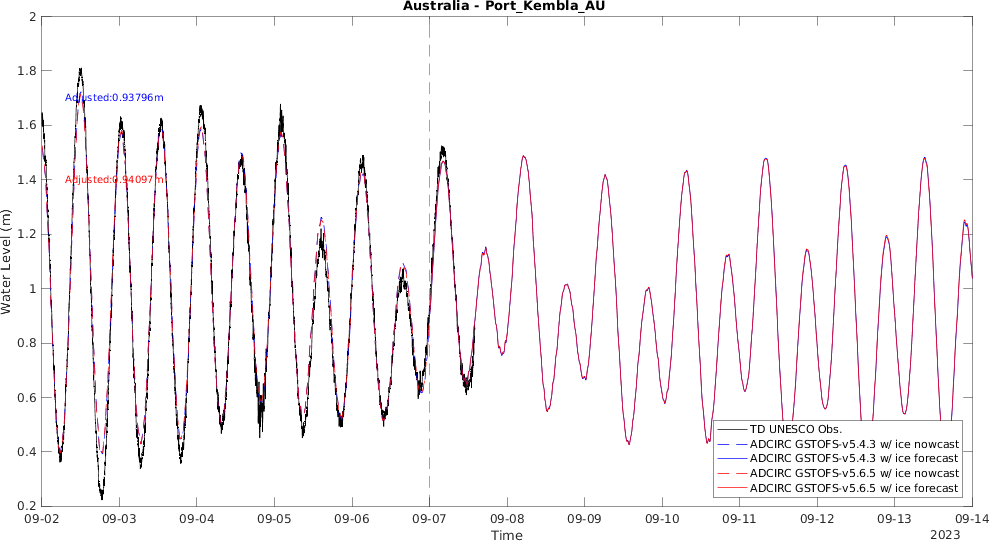 Australia - Port_Kembla_AU
2
1.8
Adjusted:0.93796m
1.6
1.4
Adjusted:0.94097m
1.2
Water Level (m)
1
0.8
0.6
0.4
0.2
TD UNESCO Obs.
ADCIRC GSTOFS-v5.4.3 w/ ice nowcast
ADCIRC GSTOFS-v5.4.3 w/ ice forecast
ADCIRC GSTOFS-v5.6.5 w/ ice nowcast
ADCIRC GSTOFS-v5.6.5 w/ ice forecast
09-02 09-03 09-04 09-05 09-06 09-07 09-08 09-09 09-10 09-11 09-12 09-13 09-14
Time
2023